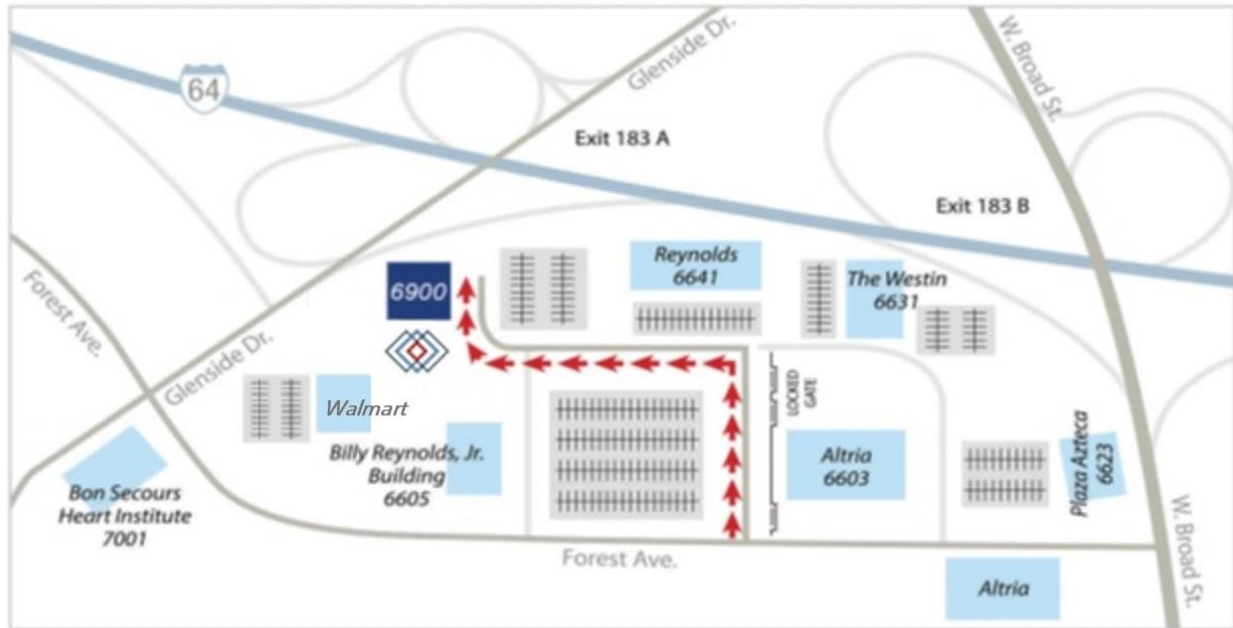 W. Broad St.
Glenside Dr.
64
Exit 183 A
Exit 183 B
Reynolds
6641
The Westin
6631
6900
Forest Ave.
Glenside Dr.
LOCKED
GATE
Walmart
Billy Reynolds, Jr.
Building
6605
Altria
6603
Plaza Azteca
6623
Bon Secours
Heart Institute
7001
W. Broad St.
Forest Ave.
Altria